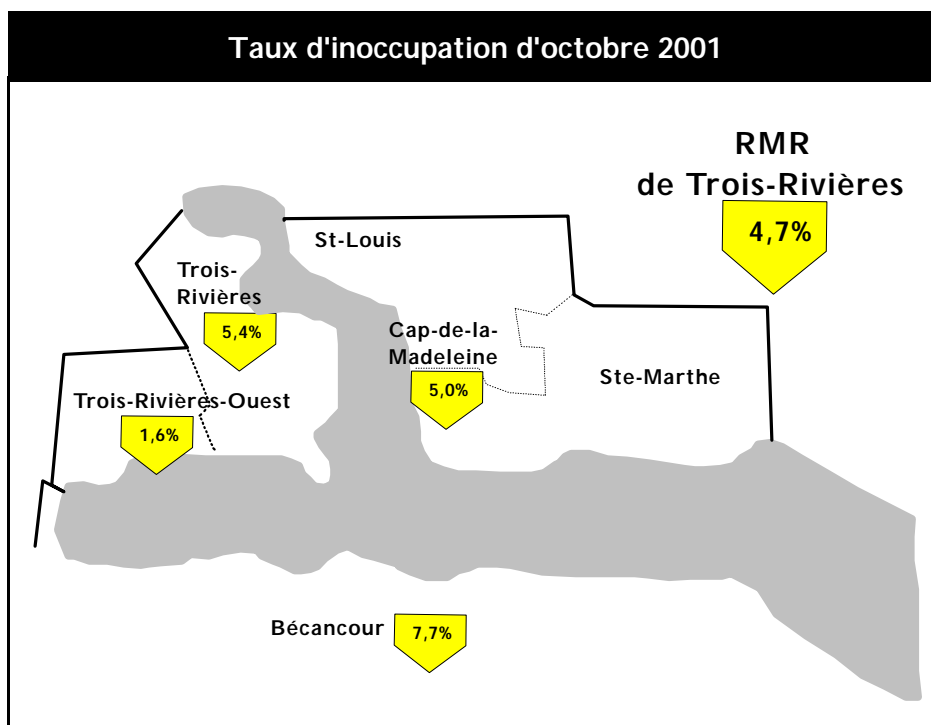 Taux d'inoccupation d'octobre 2001
RMR
de Trois-Rivières
4,7%
St-Louis
Trois-
Rivières
5,4%
Cap-de-la-
Madeleine
5,0%
Ste-Marthe
Trois-Rivières-Ouest
1,6%
Bécancour
7,7%